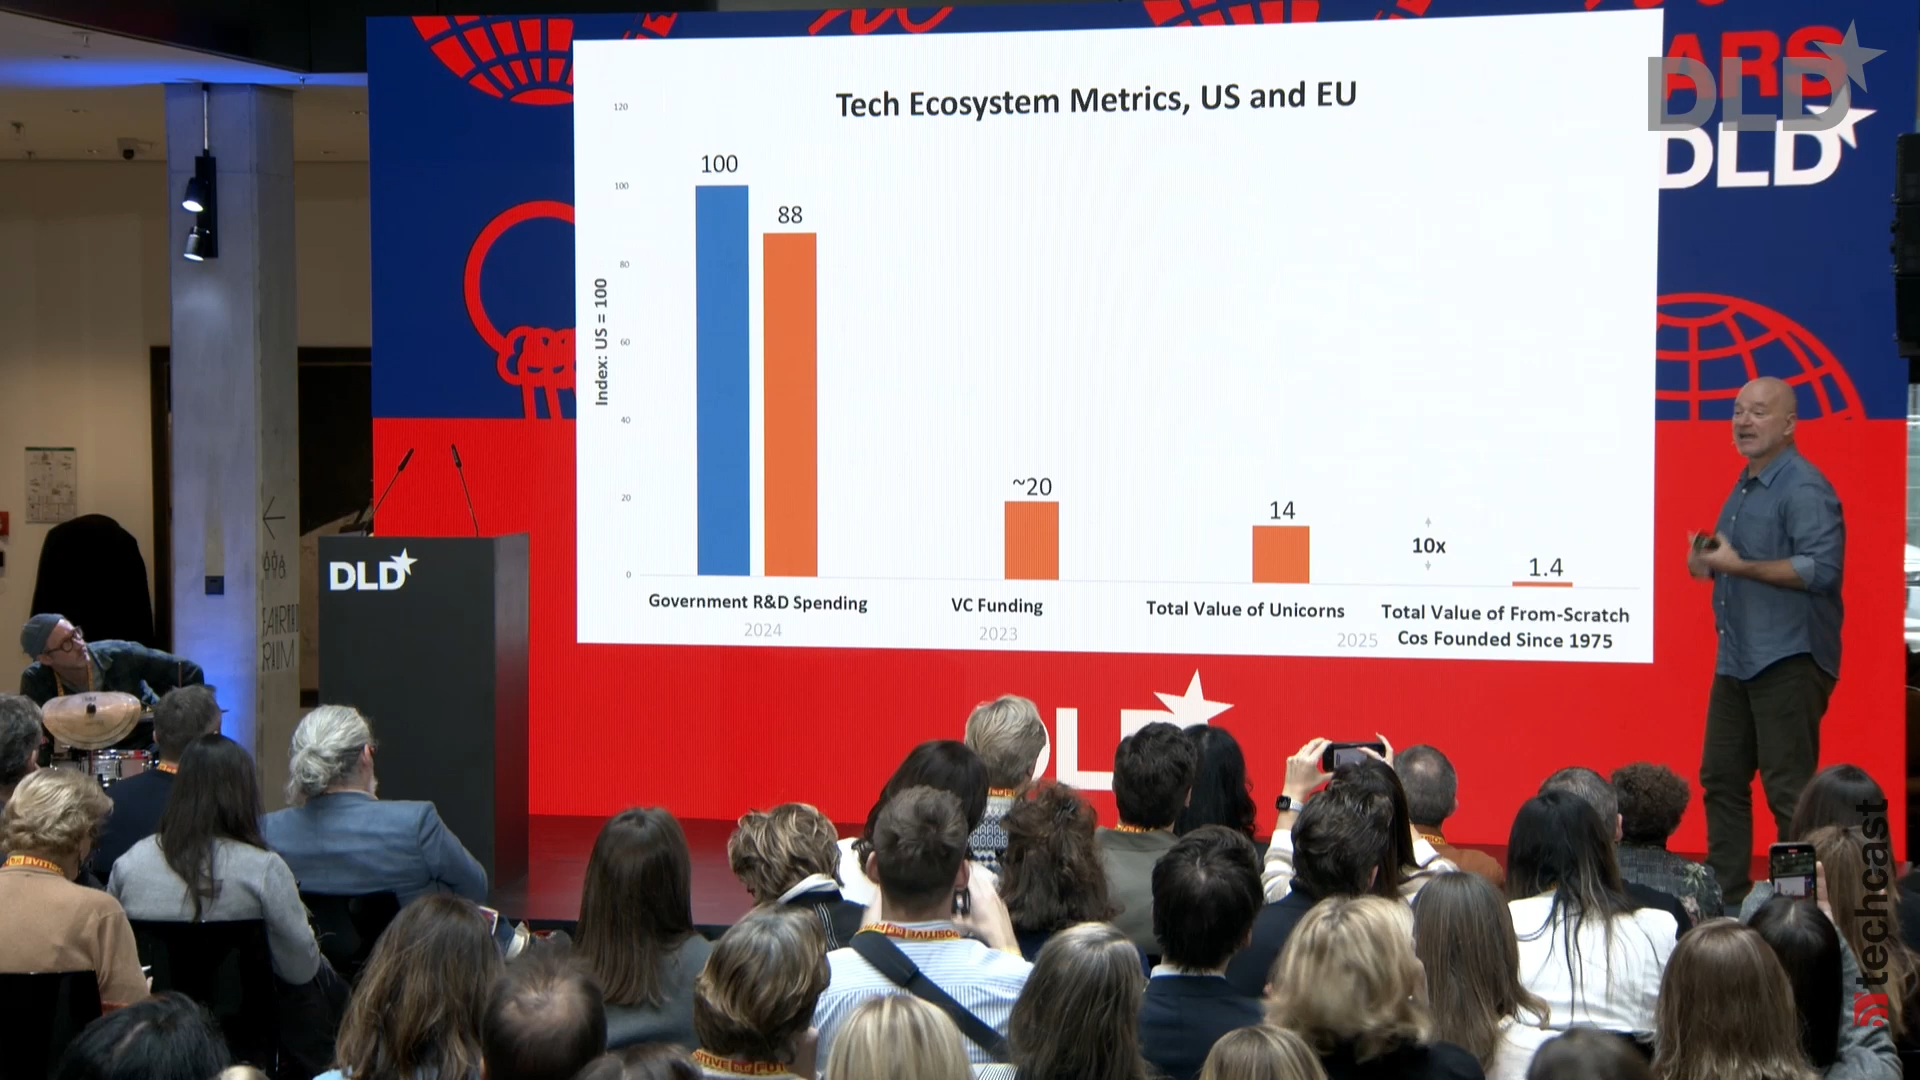 Tech Ecosystem Metrics, US and EU
Index: US = 100
120
100
80
60
40
20
0
100
88
~20
14
10x
1.4
Government R&D Spending
2024
VC Funding
2023
Total Value of Unicorns
2025
Total Value of From-Scratch
Cos Founded Since 1975
ARS
DLD
DLD
DLD
techcast
POSITIVE